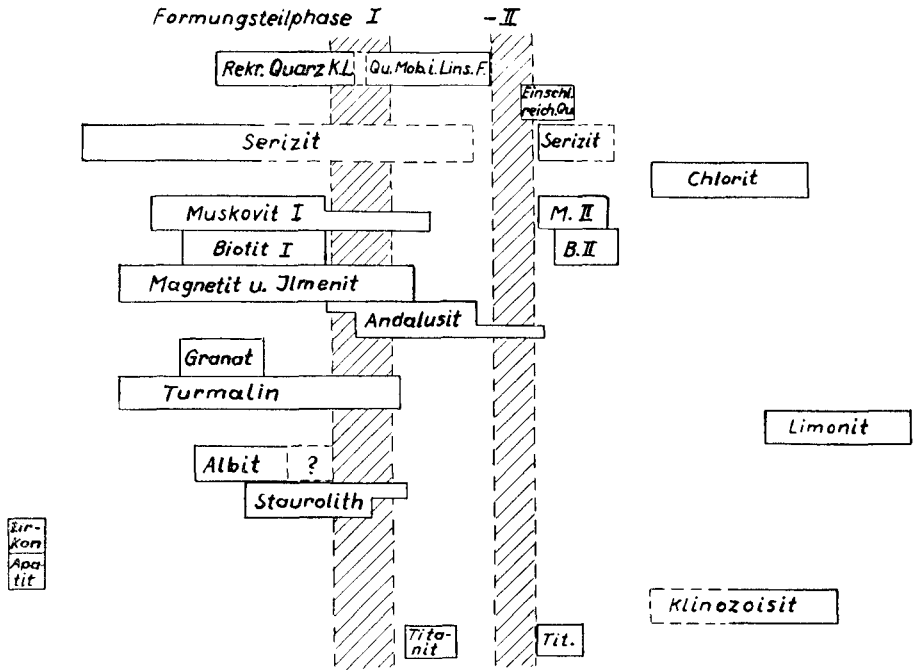 Formungsteilphase I
-II
Rekr. Quarz K.L
Qu. Mob. i. Lins. F.
Einschl.
reich. Qu
Serizit
Serizit
Chlorit
Muskovit I
M. II
Biotit I
B. II
Magnetit u. Jlmenit
Andalusit
Granat
Turmalin
Limonit
Albit ?
Staurolith
Zir-
kon
Apa-
tit
Klinozoisit
Tita-
nit
Tit.